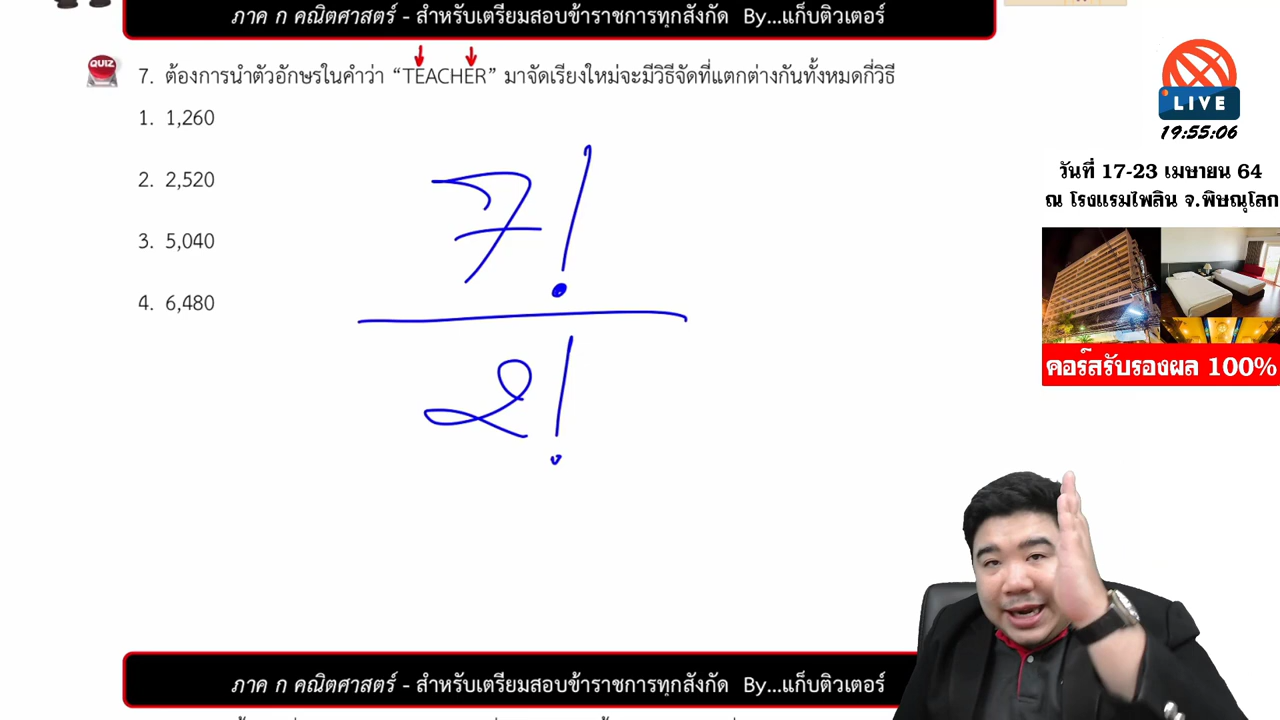 ภาค ก คณิตศาสตร์ - สำหรับเตรียมสอบข้าราชการทุกสังกัด By...แก็บติวเตอร์
QUIZ
7. ต้องการนำตัวอักษรในคำว่า “TEACHER” มาจัดเรียงใหม่จะมีวิธีจัดที่แตกต่างกันทั้งหมดกี่วิธี
1. 1,260
2. 2,520
3. 5,040
4. 6,480
7!
2!
LIVE
19:55:06
วันที่ 17-23 เมษายน 64
ณ โรงแรมไพลิน จ.พิษณุโลก
คอร์สรับรองผล 100%
ภาค ก คณิตศาสตร์ - สำหรับเตรียมสอบข้าราชการทุกสังกัด By...แก็บติวเตอร์